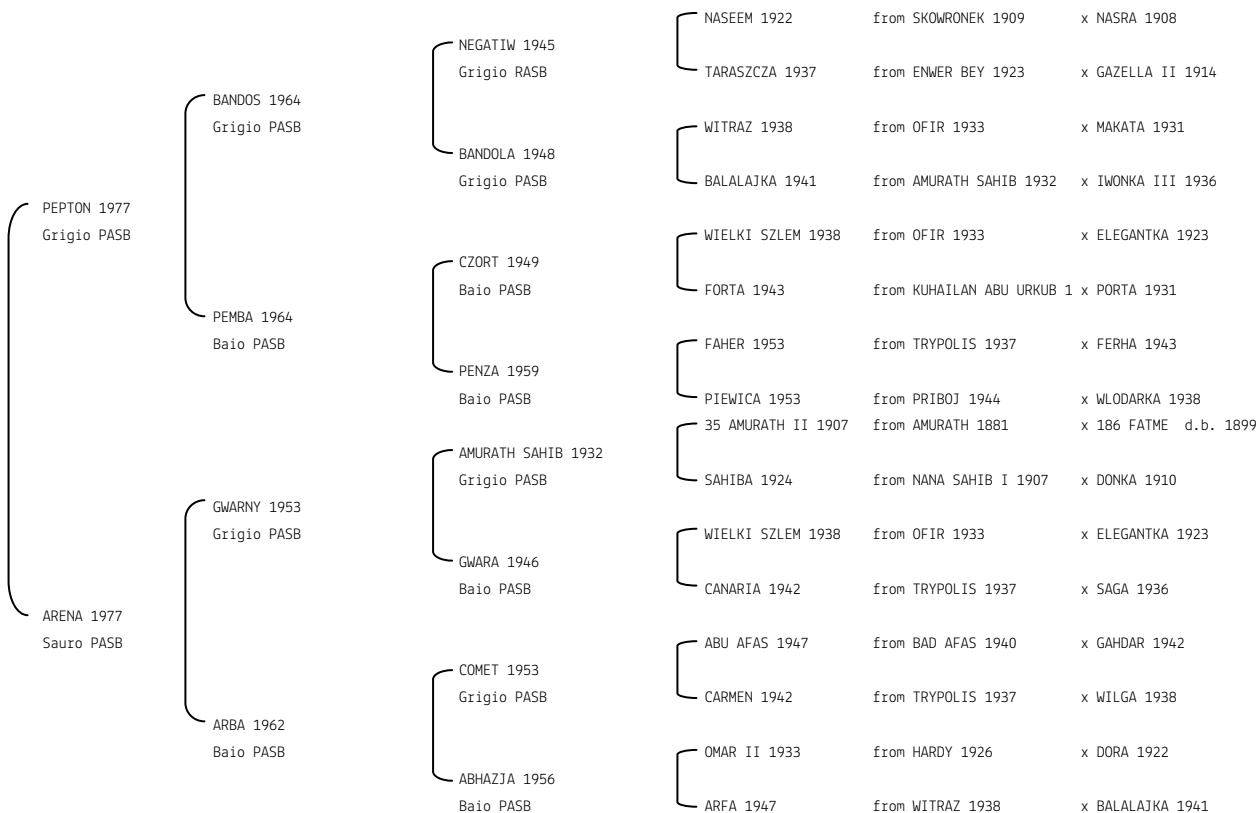 NASEEM 1922 from SKOWRONEK 1909 x NASRA 1908
NEGATIW 1945
Grigio RASB
TARASZCZA 1937 from ENWER BEY 1923 x GAZELLA II 1914
BANDOS 1964
Grigio PASB
WITRAZ 1938 from OFIR 1933 x MAKATA 1931
BANDOLA 1948
Grigio PASB
BALALAJKA 1941 from AMURATH SAHIB 1932 x IWONKA III 1936
PEPTON 1977
Grigio PASB
WIELKI SZLEM 1938 from OFIR 1933 x ELEGANTKA 1923
CZORT 1949
Baio PASB
FORTA 1943 from KUHAILAN ABU URKUB 1 x PORTA 1931
PEMBA 1964
Baio PASB
FAHER 1953 from TRYPOLIS 1937 x FERHA 1943
PENZA 1959
Baio PASB
PIEWICA 1953 from PRIBOJ 1944 x WLODARKA 1938
35 AMURATH II 1907 from AMURATH 1881 x 186 FATME d.b. 1899
AMURATH SAHIB 1932
Grigio PASB
SAHIBA 1924 from NANA SAHIB I 1907 x DONKA 1910
GWARNY 1953
Grigio PASB
WIELKI SZLEM 1938 from OFIR 1933 x ELEGANTKA 1923
GWARA 1946
Baio PASB
CANARIA 1942 from TRYPOLIS 1937 x SAGA 1936
ARENA 1977
Sauro PASB
ABU AFAS 1947 from BAD AFAS 1940 x GAHDAR 1942
COMET 1953
Grigio PASB
CARMEN 1942 from TRYPOLIS 1937 x WILGA 1938
ARBA 1962
Baio PASB
OMAR II 1933 from HARDY 1926 x DORA 1922
ABHAZJA 1956
Baio PASB
ARFA 1947 from WITRAZ 1938 x BALALAJKA 1941